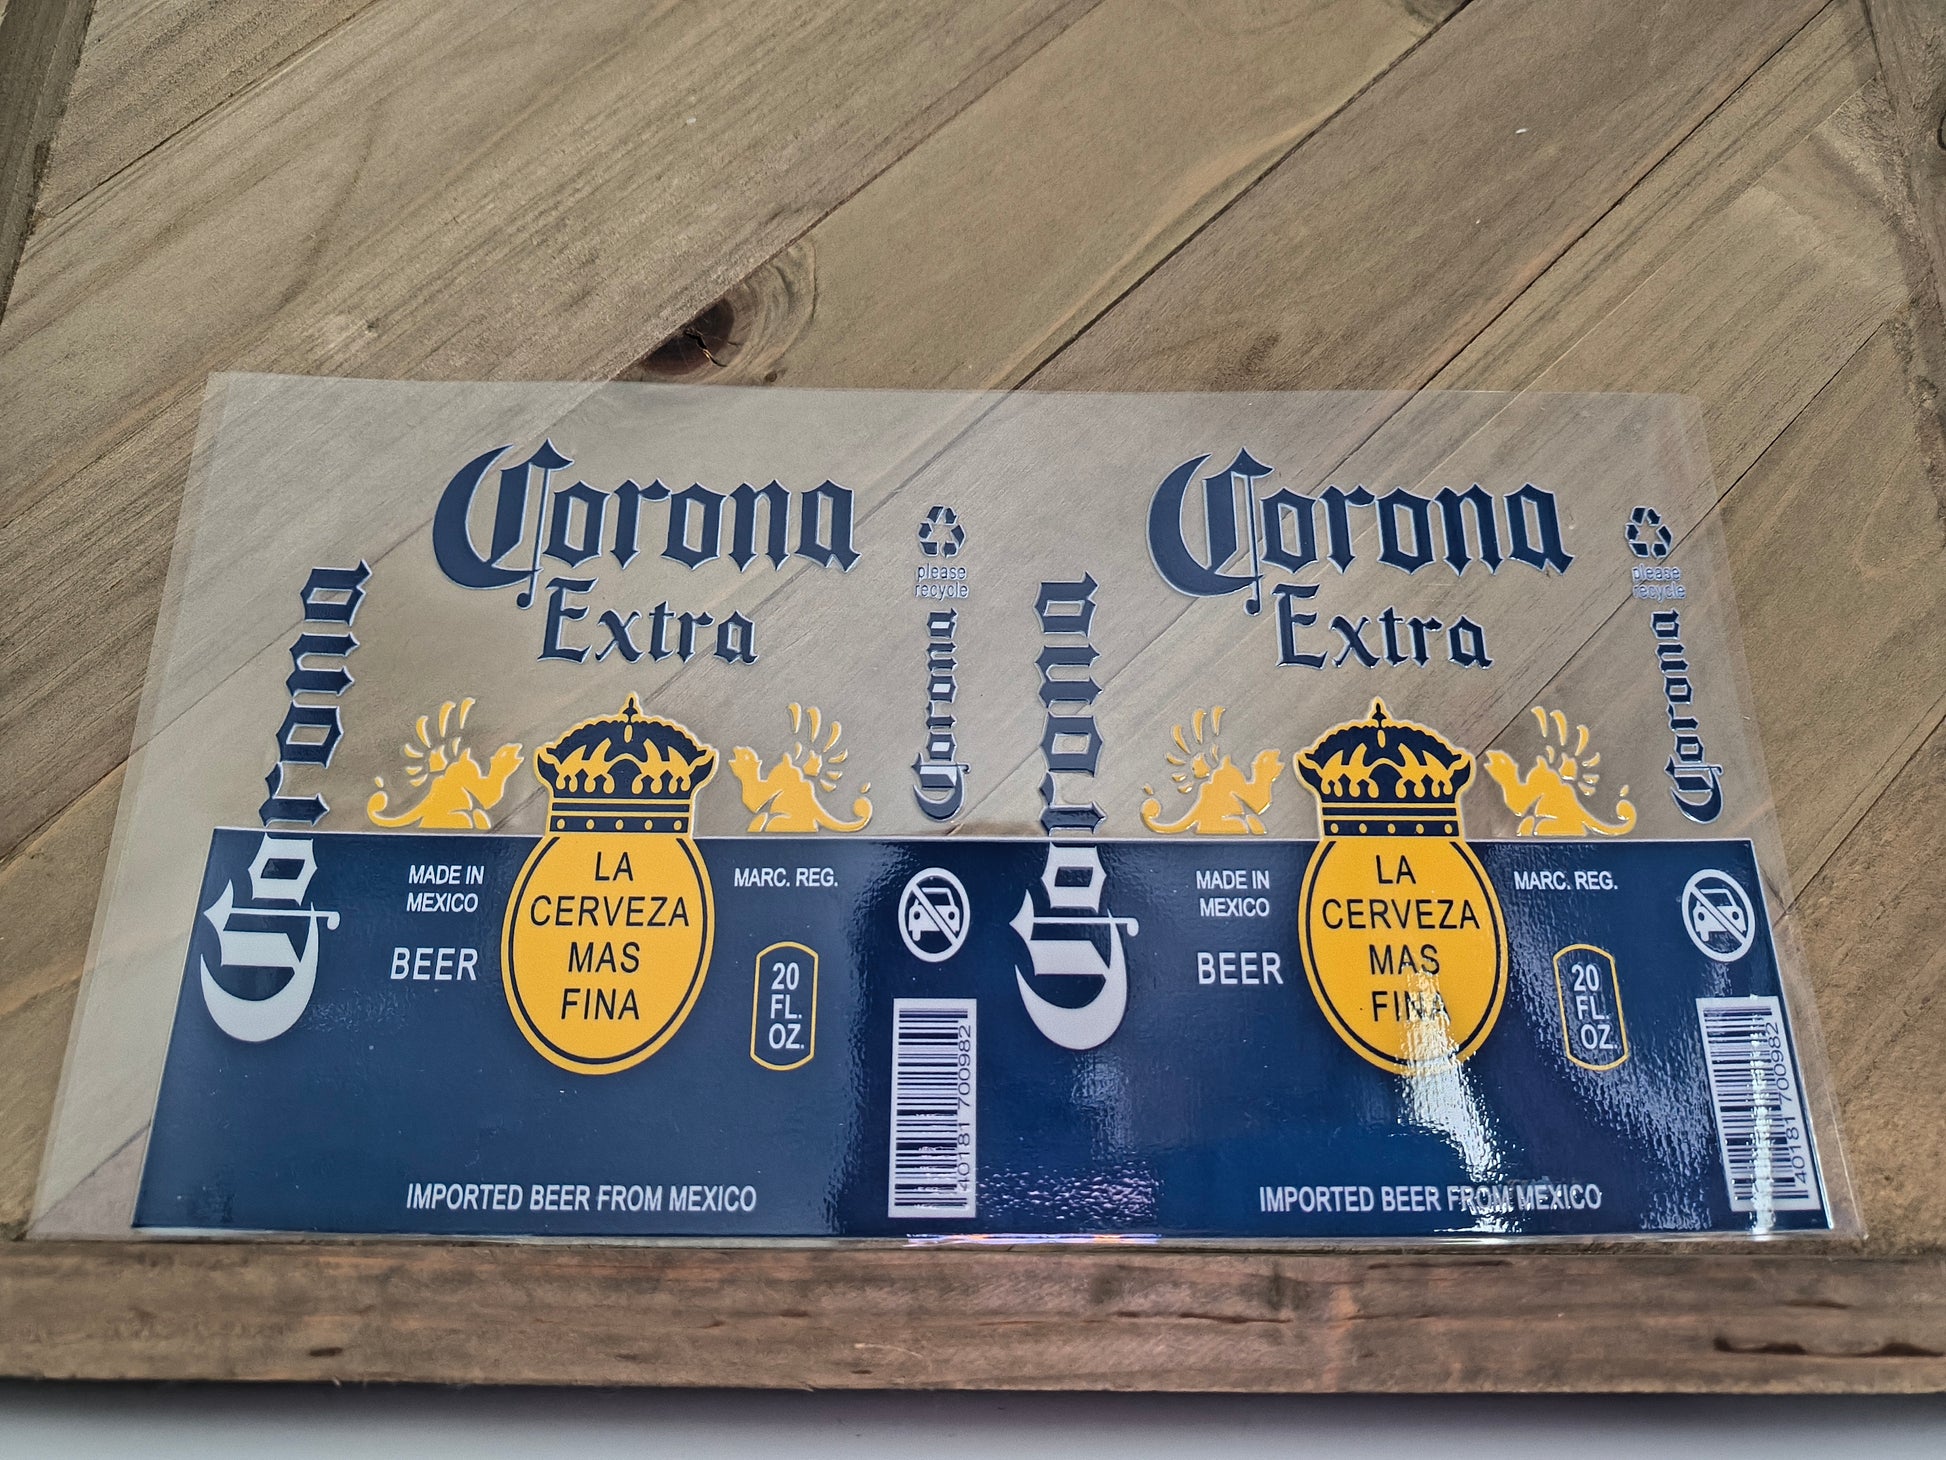 Corona
Extra
please
recycle
Corona
Corona
MADE IN
MEXICO
BEER
LA
CERVEZA
MAS
FINA
MARC. REG.
20
FL.
OZ.
40181 700982
IMPORTED BEER FROM MEXICO
Corona
Extra
please
recycle
Corona
Corona
MADE IN
MEXICO
BEER
LA
CERVEZA
MAS
FINA
MARC. REG.
20
FL.
OZ.
40181 700982
IMPORTED BEER FROM MEXICO